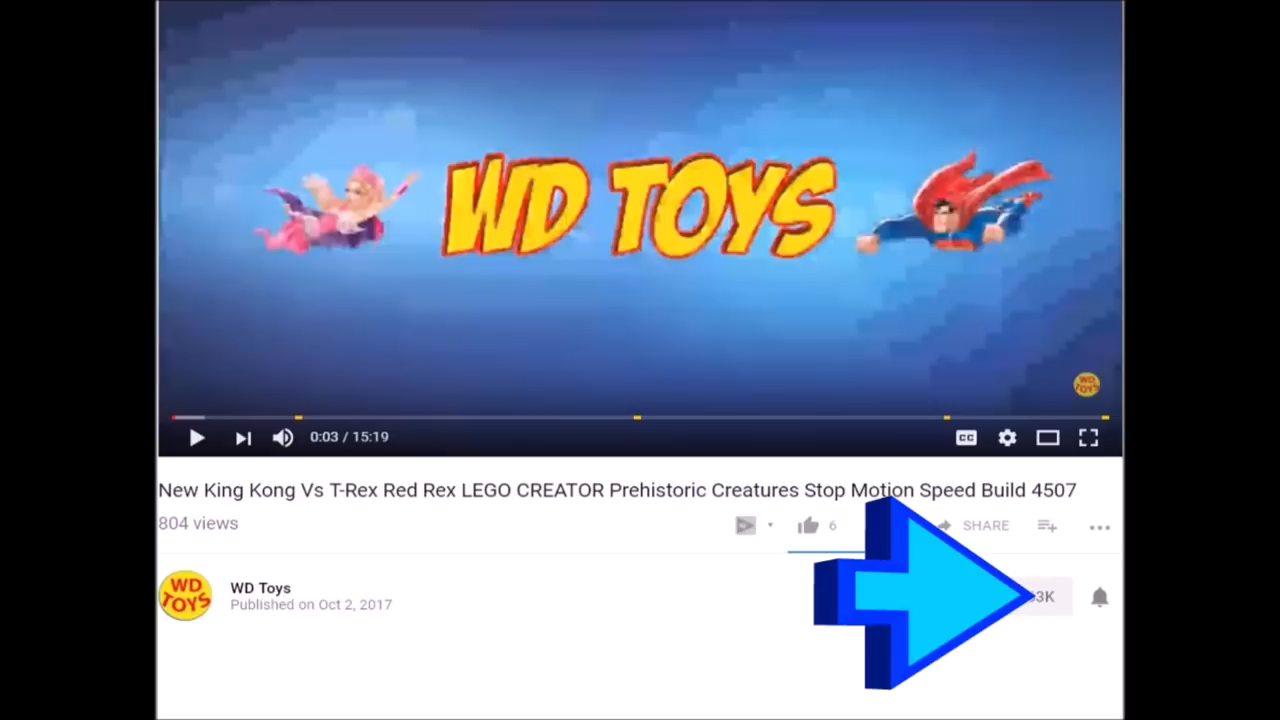 WD TOYS
WD
TOYS
0:03 / 15:19
CC
New King Kong Vs T-Rex Red Rex LEGO CREATOR Prehistoric Creatures Stop Motion Speed Build 4507
804 views
6
SHARE
WD
TOYS
WD Toys
Published on Oct 2, 2017
3K